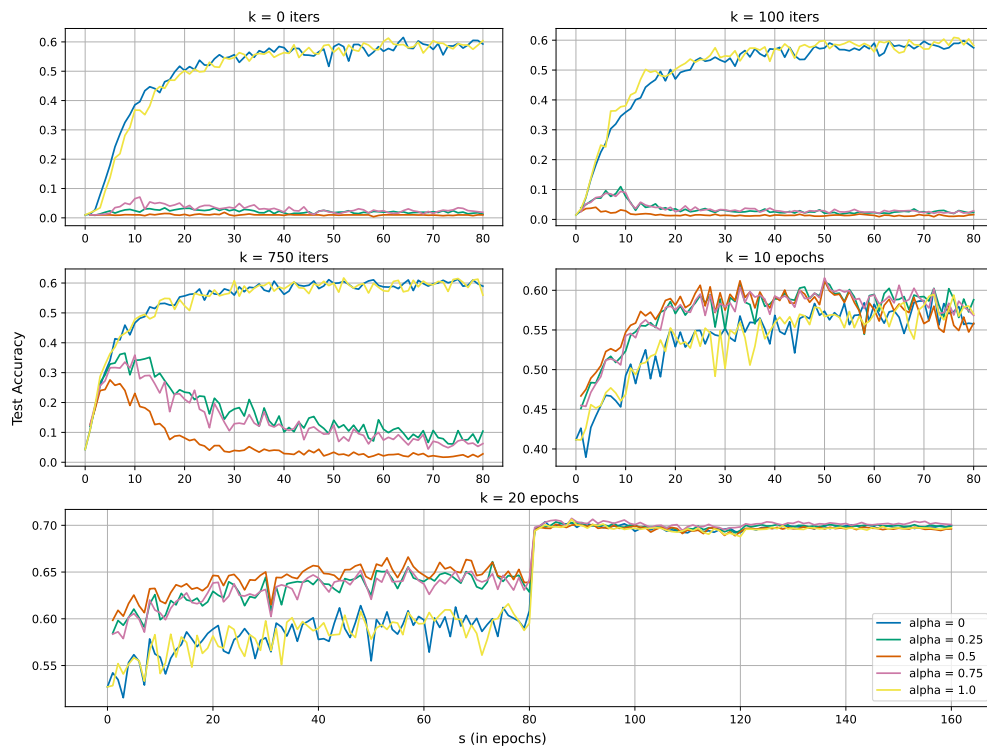 k = 0 iters
k = 100 iters
0.6
0.5
0.4
0.3
0.2
0.1
0.0
0 10 20 30 40 50 60 70 80
0.6
0.5
0.4
0.3
0.2
0.1
0.0
0 10 20 30 40 50 60 70 80
k = 750 iters
k = 10 epochs
Test Accuracy
0.6
0.5
0.4
0.3
0.2
0.1
0.0
0 10 20 30 40 50 60 70 80
0.60
0.55
0.50
0.45
0.40
0 10 20 30 40 50 60 70 80
k = 20 epochs
0.70
0.65
0.60
0.55
0 20 40 60 80 100 120 140 160
s (in epochs)
alpha = 0
alpha = 0.25
alpha = 0.5
alpha = 0.75
alpha = 1.0